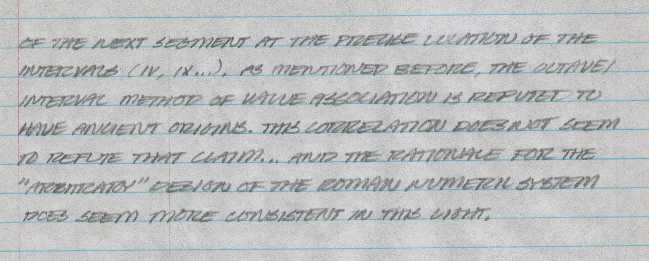 OF THE NEXT SEGMENT AT THE PRECISE LOCATION OF THE
INTERVALS (IV, IX...). AS MENTIONED BEFORE, THE OCTAVE/
INTERVAL METHOD OF VALUE ASSOCIATION IS REPUTED TO
HAVE ANCIENT ORIGINS. THIS CORRELATION DOES NOT SEEM
TO REFUTE THAT CLAIM... AND THE RATIONALE FOR THE
"ARBITRARY" DESIGN OF THE ROMAN NUMERIC SYSTEM
DOES SEEM MORE CONSISTENT IN THIS LIGHT.